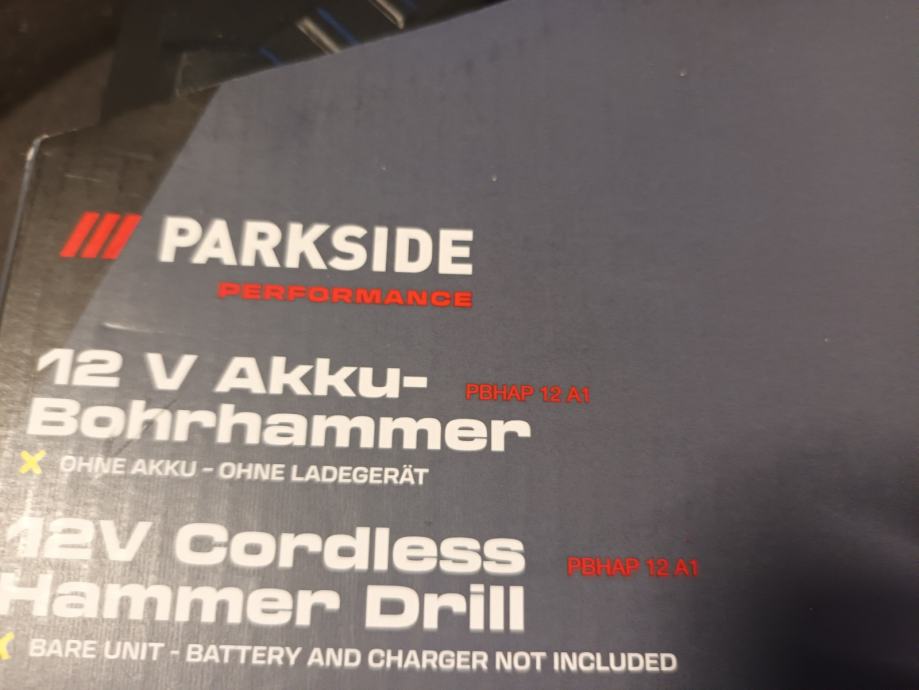 PARKSIDE
PERFORMANCE
12 V Akku- PBHAP 12 A1
Bohrhammer
OHNE AKKU - OHNE LADEGERÄT
12V Cordless PBHAP 12 A1
Hammer Drill
BARE UNIT - BATTERY AND CHARGER NOT INCLUDED